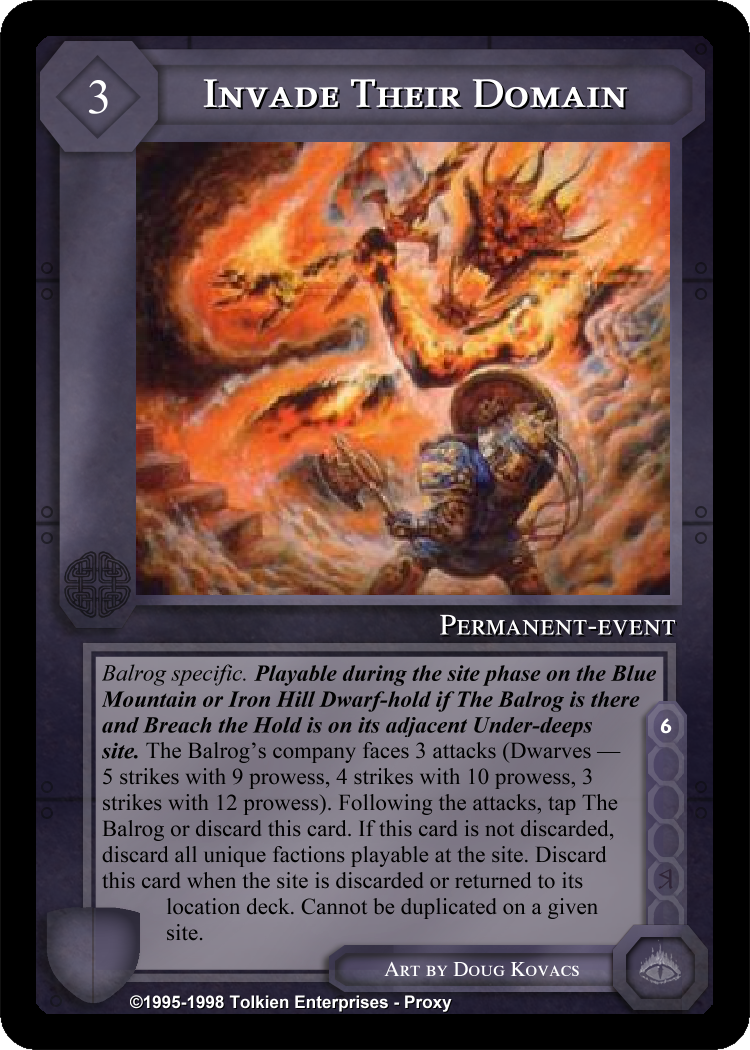 3
Invade Their Domain
Permanent-event
Balrog specific. Playable during the site phase on the Blue
Mountain or Iron Hill Dwarf-hold if The Balrog is there
and Breach the Hold is on its adjacent Under-deeps
site. The Balrog's company faces 3 attacks (Dwarves —
5 strikes with 9 prowess, 4 strikes with 10 prowess, 3
strikes with 12 prowess). Following the attacks, tap The
Balrog or discard this card. If this card is not discarded,
discard all unique factions playable at the site. Discard
this card when the site is discarded or returned to its
location deck. Cannot be duplicated on a given
site.
6
Art by Doug Kovacs
©1995-1998 Tolkien Enterprises - Proxy